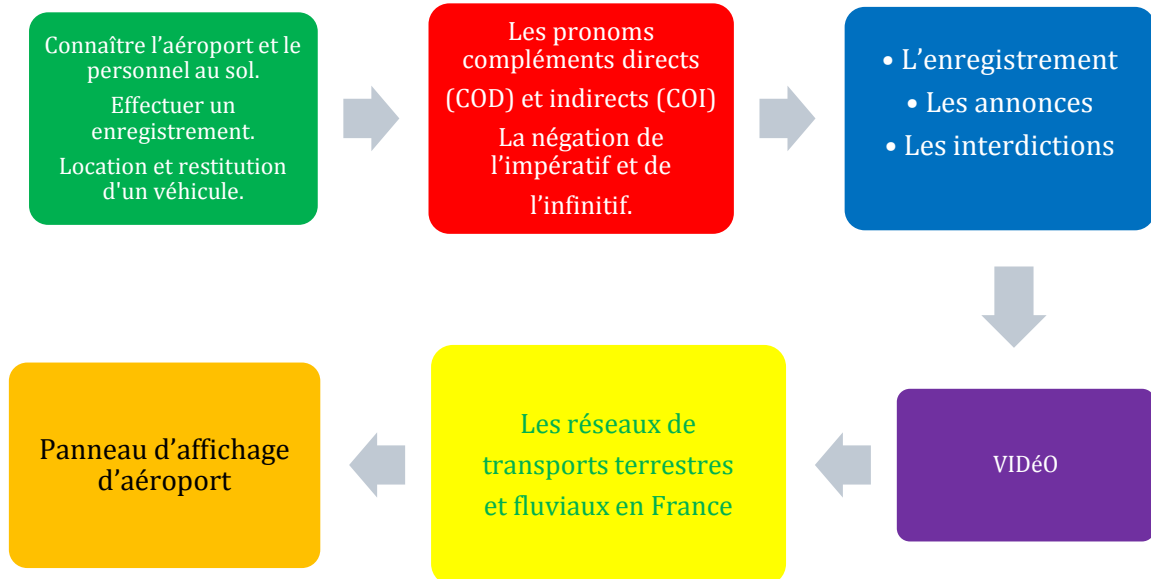 Connaître l’aéroport et le
personnel au sol.
Effectuer un
enregistrement.
Location et restitution
d'un véhicule.
Les pronoms
compléments directs
(COD) et indirects (COI)
La négation de
l’impératif et de
l’infinitif.
• L’enregistrement
• Les annonces
• Les interdictions
VIDéO
Les réseaux de
transports terrestres
et fluviaux en France
Panneau d’affichage
d’aéroport